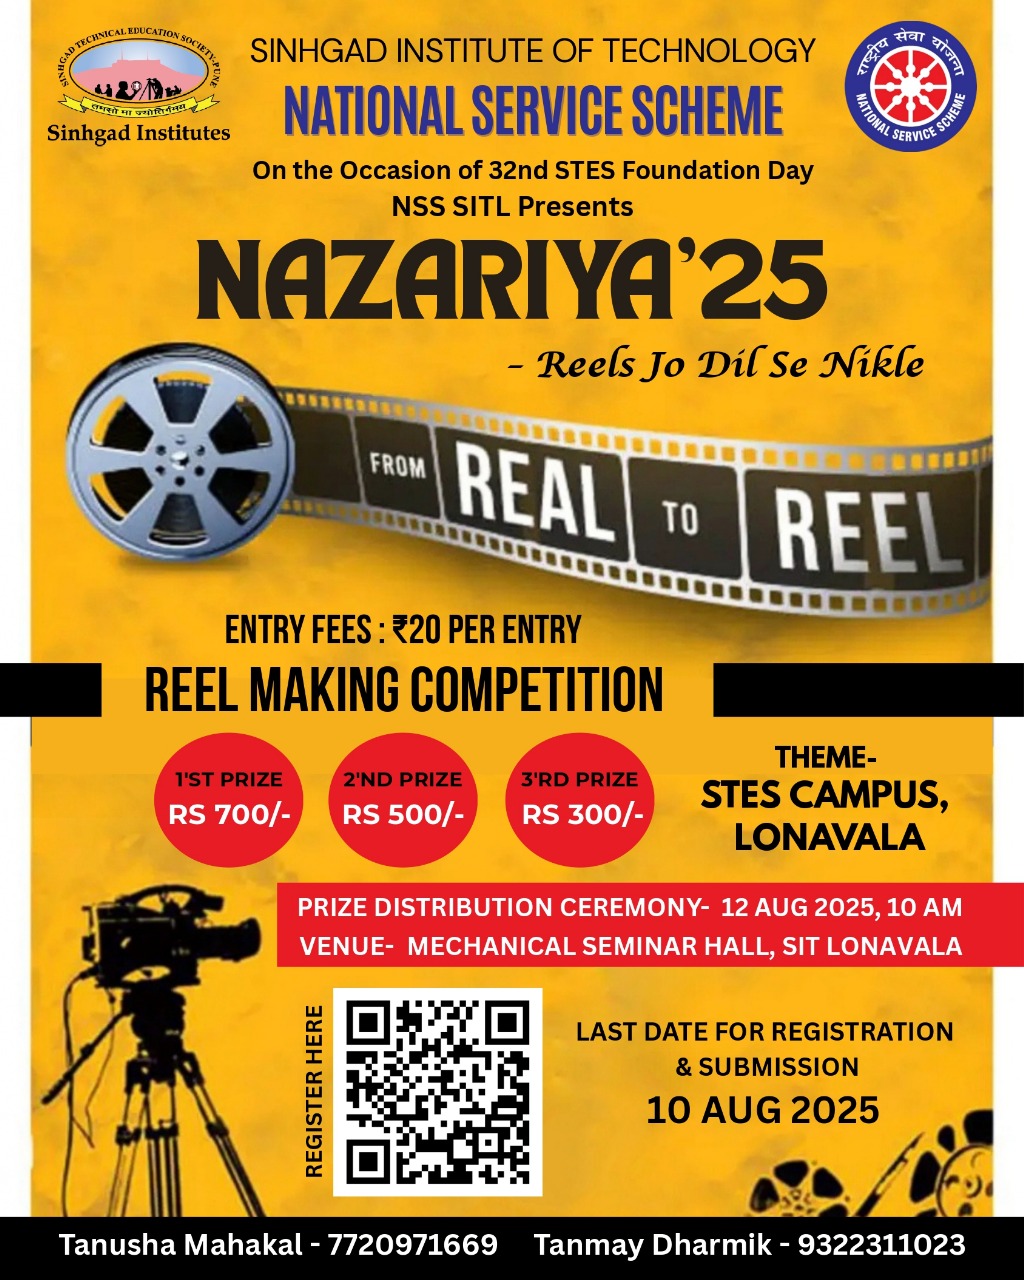 SINHGAD TECHNICAL EDUCATION SOCIETY-PUNE
तमसो मा ज्योतिर्गमय
Sinhgad Institutes
SINHGAD INSTITUTE OF TECHNOLOGY
NATIONAL SERVICE SCHEME
राष्ट्रीय सेवा योजना
NATIONAL SERVICE SCHEME
On the Occasion of 32nd STES Foundation Day
NSS SITL Presents
NAZARIYA'25
- Reels Jo Dil Se Nikle
FROM REAL TO REEL
ENTRY FEES : ₹20 PER ENTRY
REEL MAKING COMPETITION
1'ST PRIZE
RS 700/-
2'ND PRIZE
RS 500/-
3'RD PRIZE
RS 300/-
THEME-
STES CAMPUS,
LONAVALA
PRIZE DISTRIBUTION CEREMONY- 12 AUG 2025, 10 AM
VENUE- MECHANICAL SEMINAR HALL, SIT LONAVALA
REGISTER HERE
LAST DATE FOR REGISTRATION
& SUBMISSION
10 AUG 2025
Tanusha Mahakal - 7720971669 Tanmay Dharmik - 9322311023